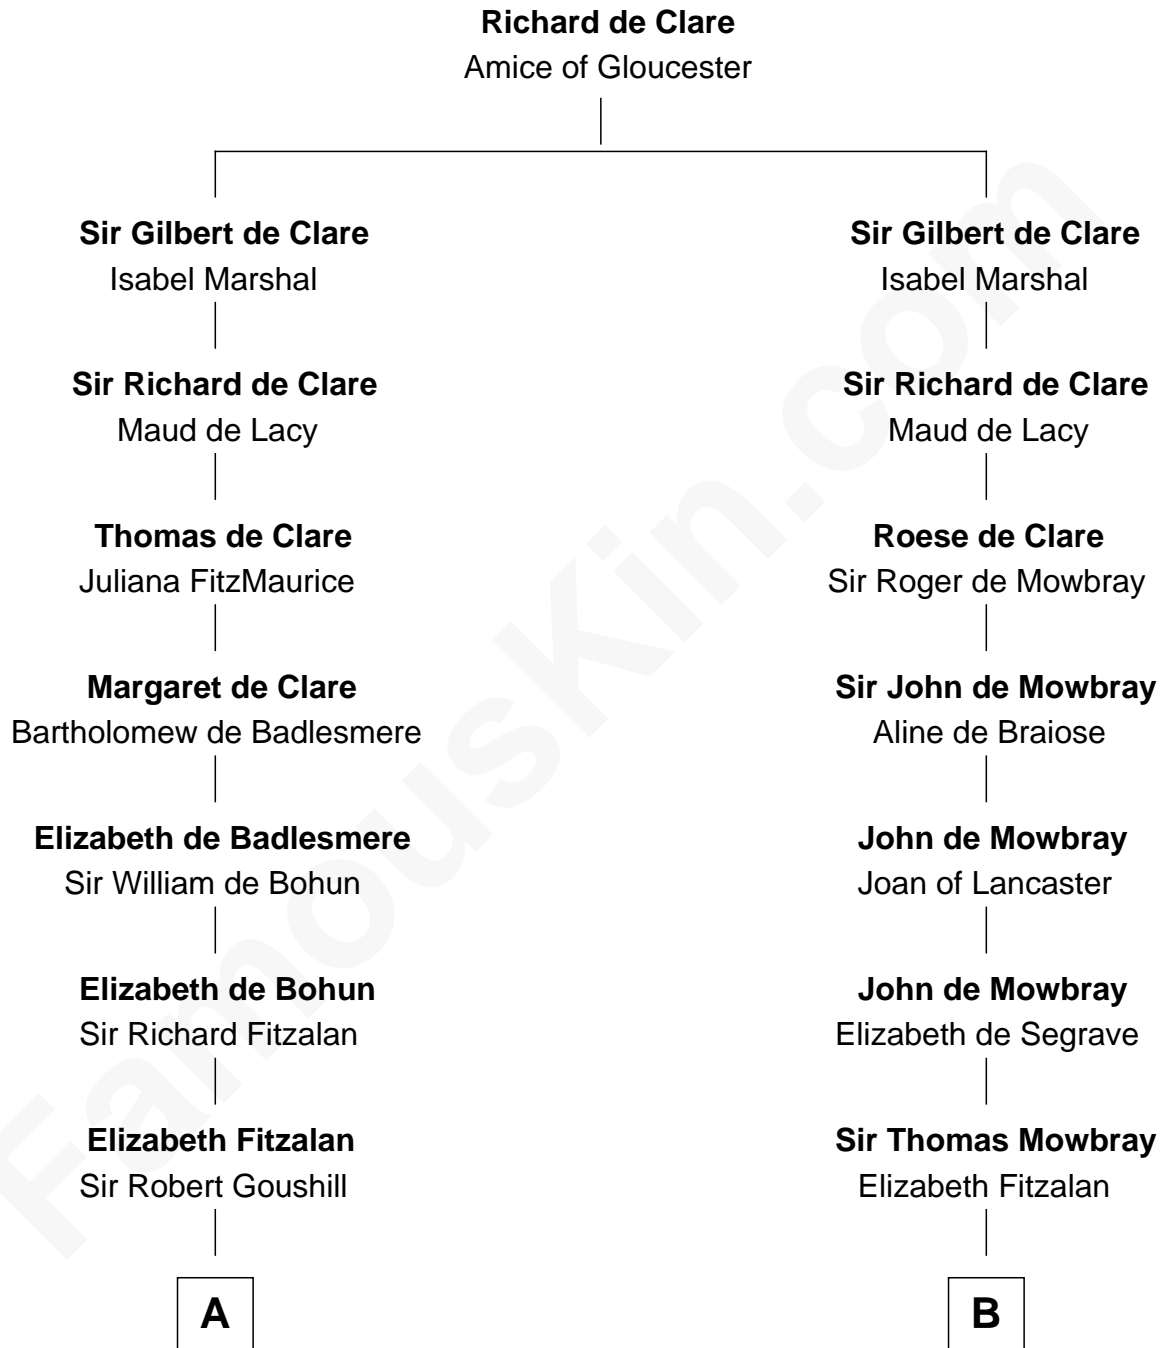 Richard de Clare
Amice of Gloucester
Sir Gilbert de Clare
Isabel Marshal
Sir Richard de Clare
Maud de Lacy
Thomas de Clare
Juliana FitzMaurice
Margaret de Clare
Bartholomew de Badlesmere
Elizabeth de Badlesmere
Sir William de Bohun
Elizabeth de Bohun
Sir Richard Fitzalan
Elizabeth Fitzalan
Sir Robert Goushill
A
Sir Gilbert de Clare
Isabel Marshal
Sir Richard de Clare
Maud de Lacy
Roese de Clare
Sir Roger de Mowbray
Sir John de Mowbray
Aline de Braiose
John de Mowbray
Joan of Lancaster
John de Mowbray
Elizabeth de Segrave
Sir Thomas Mowbray
Elizabeth Fitzalan
B
FamousKin.com